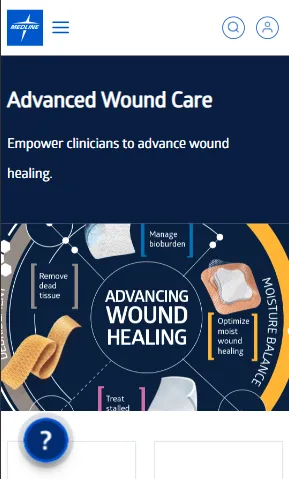 MEDLINE
Advanced Wound Care
Empower clinicians to advance wound
healing.
Manage
bioburden
Remove
dead
tissue
ADVANCING
WOUND
HEALING
Optimize
moist
wound
healing
MOISTURE BALANCE
Treat
stalled
?